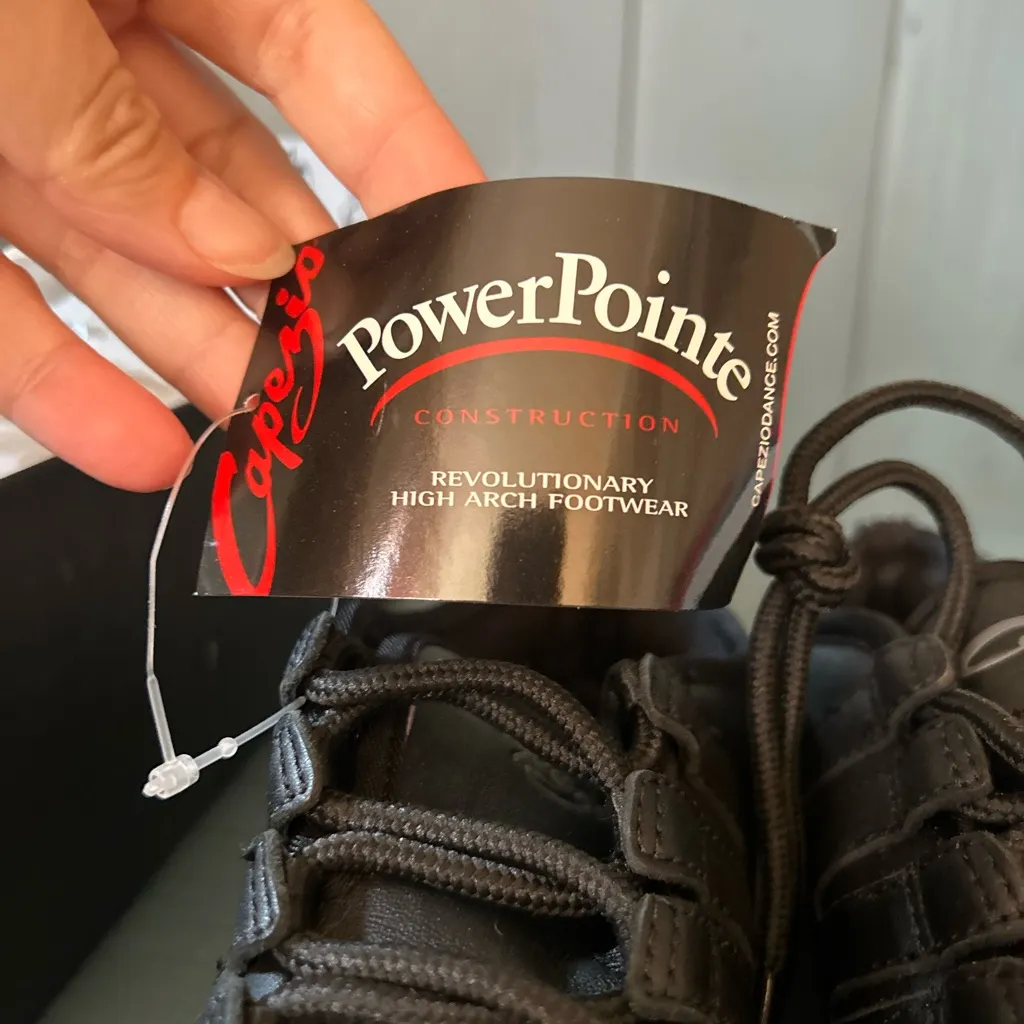 Capezio
PowerPointe
CONSTRUCTION
REVOLUTIONARY
HIGH ARCH FOOTWEAR
CAPEZIODANCE.COM